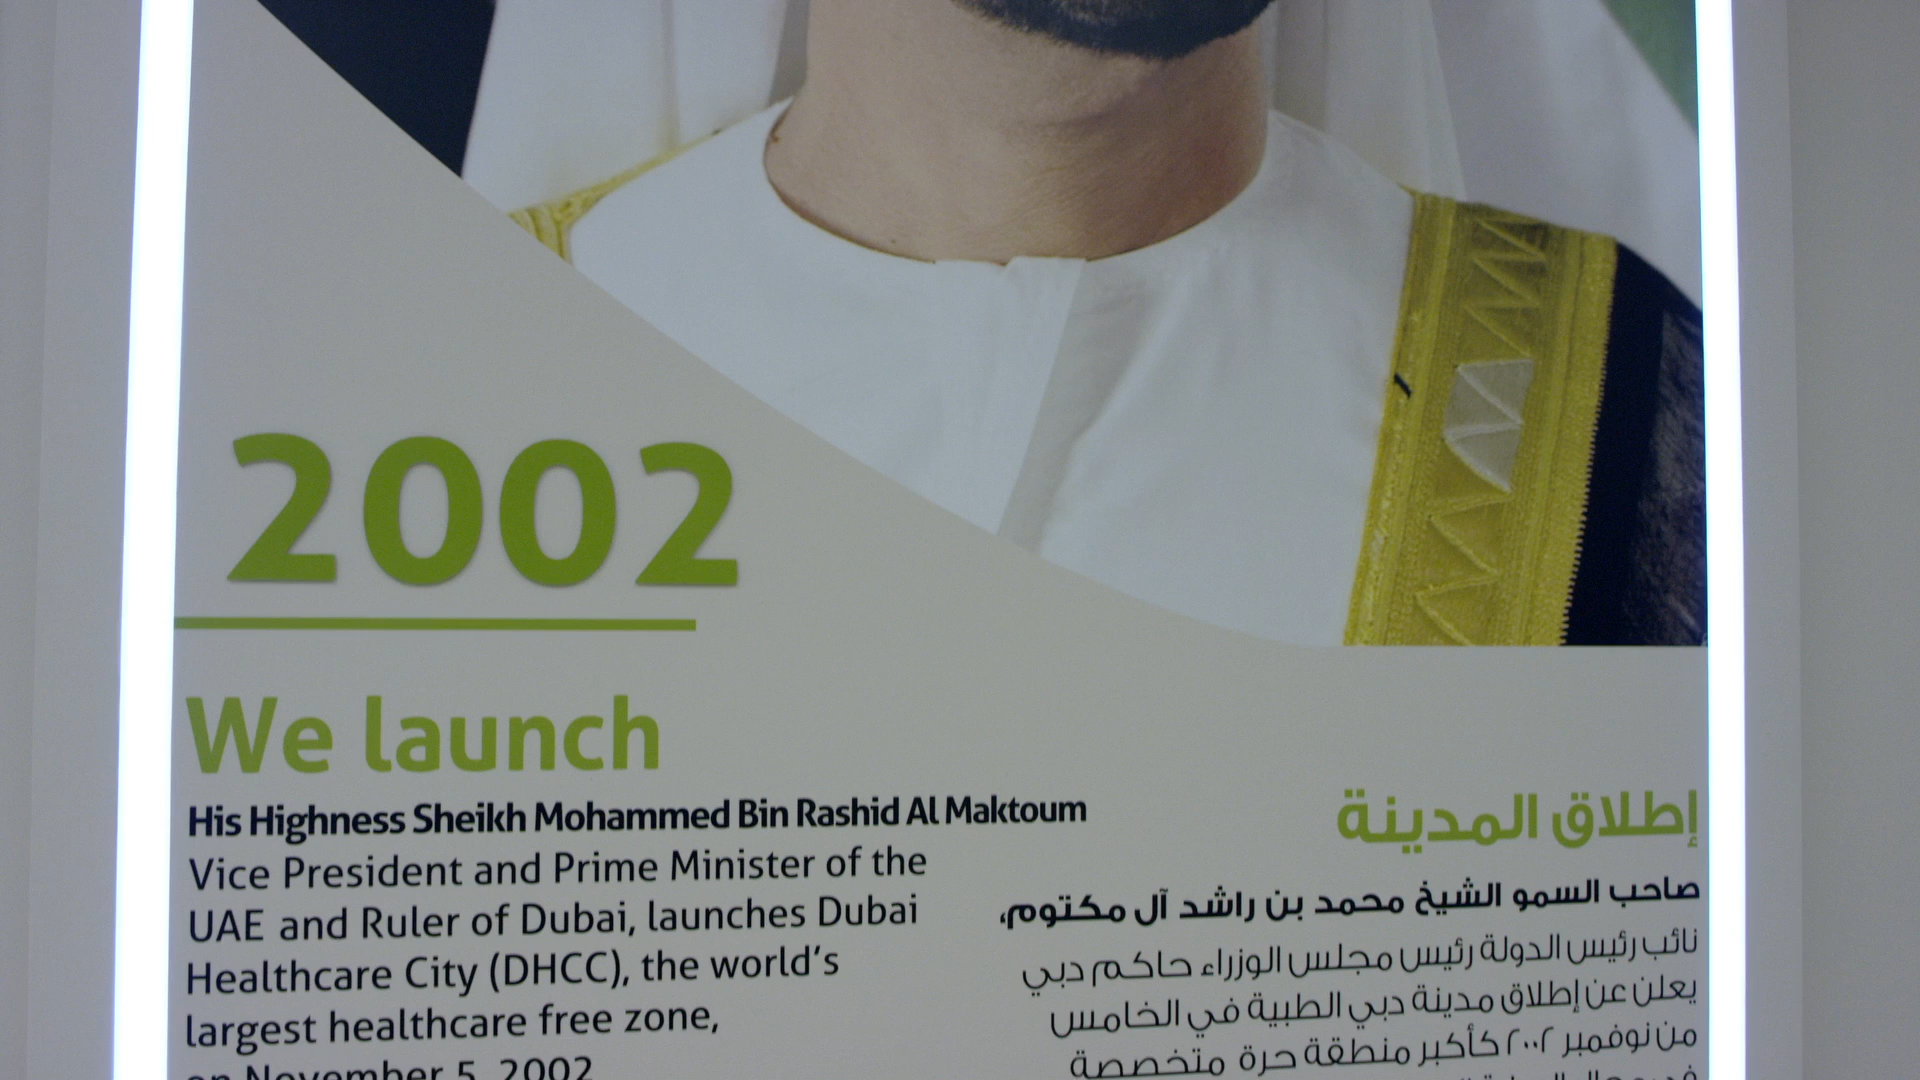 2002
We launch
His Highness Sheikh Mohammed Bin Rashid Al Maktoum
Vice President and Prime Minister of the
UAE and Ruler of Dubai, launches Dubai
Healthcare City (DHCC), the world's
largest healthcare free zone,
on November 5, 2002
إطلاق المدينة
صاحب السمو الشيخ محمد بن راشد آل مكتوم،
نائب رئيس الدولة رئيس مجلس الوزراء حاكم دبي
يعلن عن إطلاق مدينة دبي الطبية في الخامس
من نوفمبر ٢٠٠٢ كأكبر منطقة حرة متخصصة